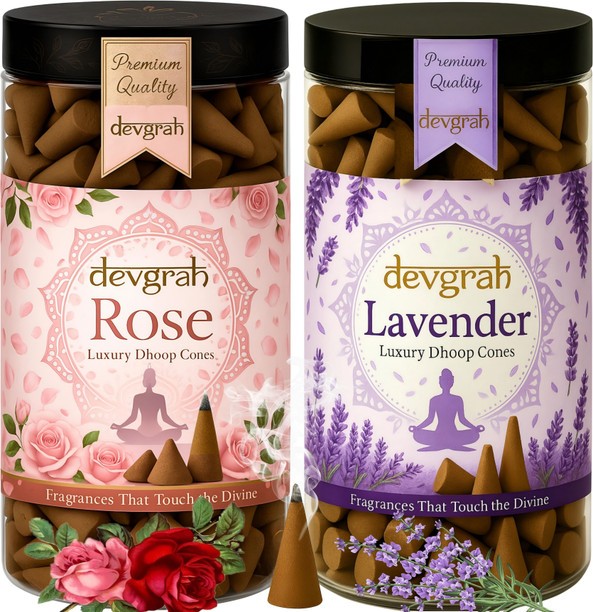 Premium
Quality
devgrah
devgrah
Rose
Luxury Dhoop Cones
Fragrances That Touch the Divine
Premium
Quality
devgrah
devgrah
Lavender
Luxury Dhoop Cones
Fragrances That Touch the Divine